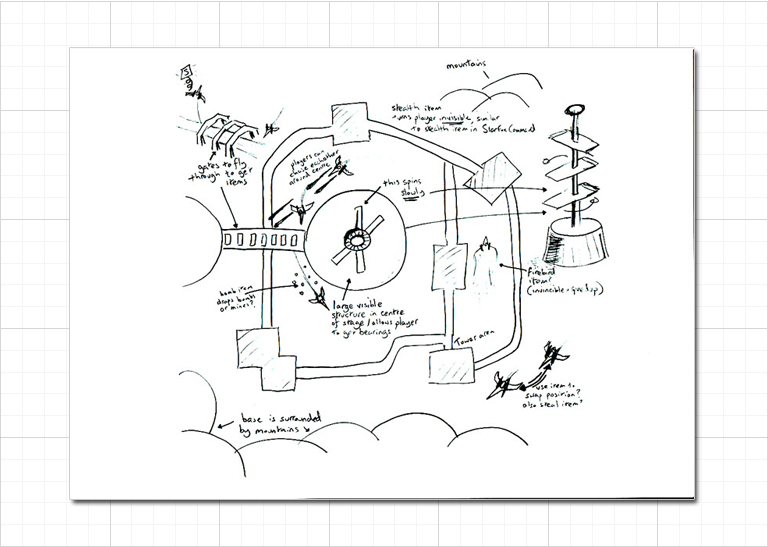 mountains
stealth item
turns player invisible, similar
to stealth item in Starfox (command)
gates to fly
through to get
items
players can
chase eachother
around centre
this spins
slowly
bomb item
drops bombs
or mines?
large visible
structure in centre
of stage / allows player
to get bearings
firebird
item?
(invincible + speed up)
Tower area
use item to
swap position?
also steal item?
base is surrounded
by mountains